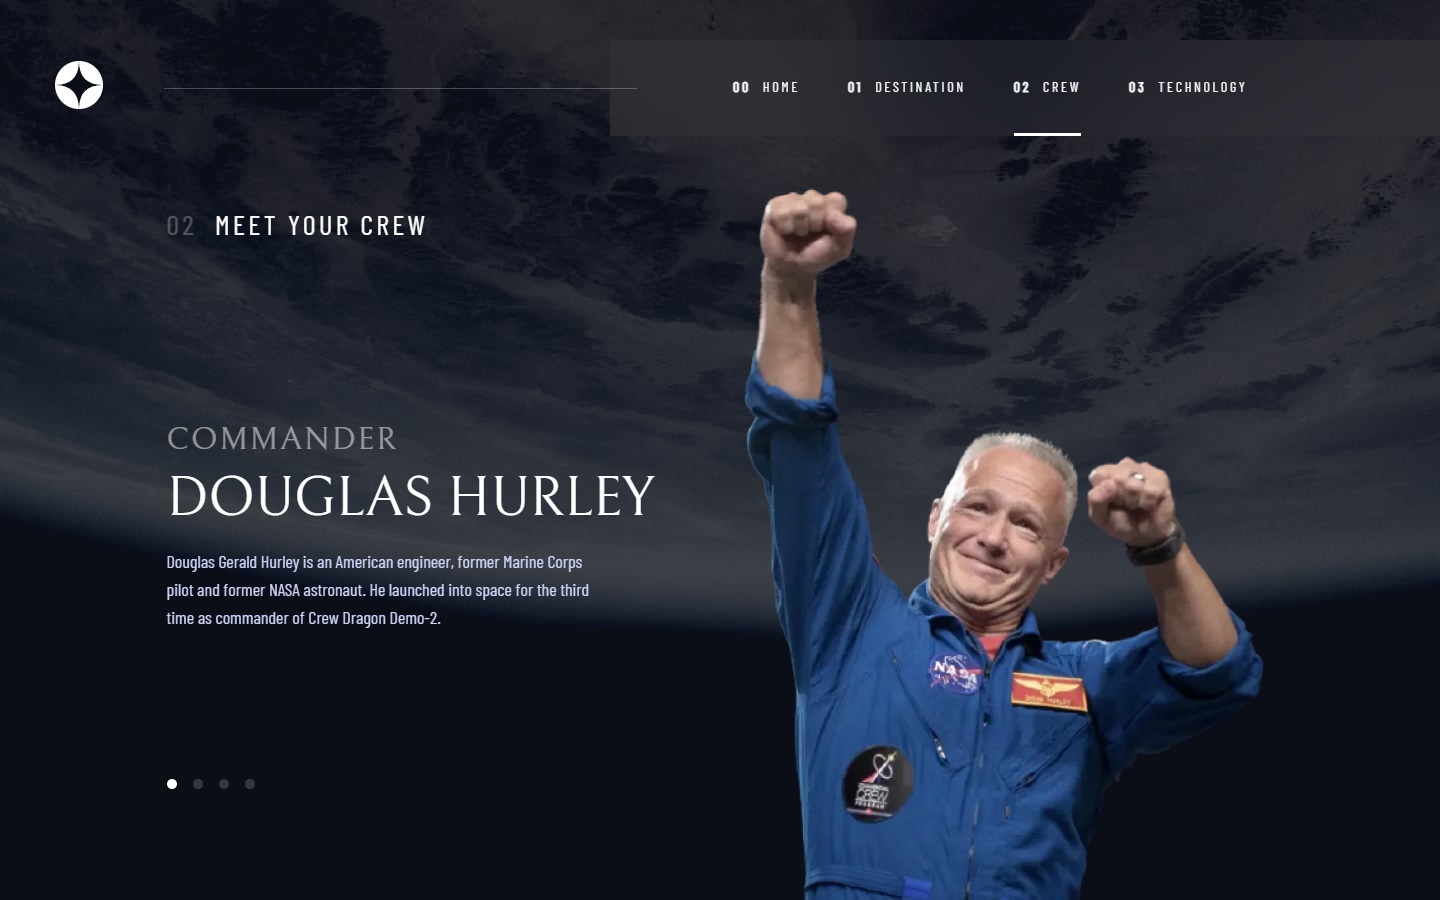 00 HOME
01 DESTINATION
02 CREW
03 TECHNOLOGY
02 MEET YOUR CREW
COMMANDER
DOUGLAS HURLEY
Douglas Gerald Hurley is an American engineer, former Marine Corps
pilot and former NASA astronaut. He launched into space for the third
time as commander of Crew Dragon Demo-2.
NASA
CREW